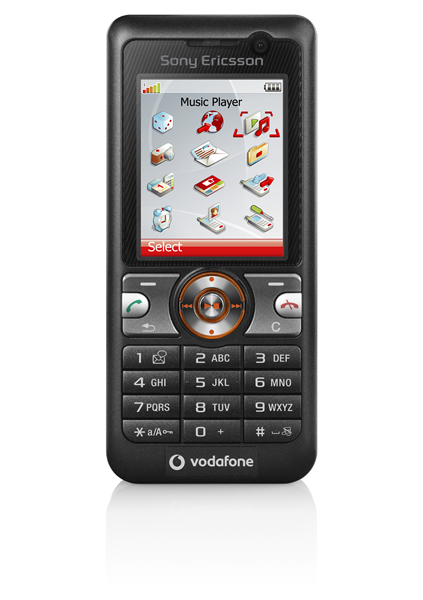 Sony Ericsson
Music Player
Select
C
1 2 ABC 3 DEF
4 GHI 5 JKL 6 MNO
7 PQRS 8 TUV 9 WXYZ
* a/A 0 + #
vodafone